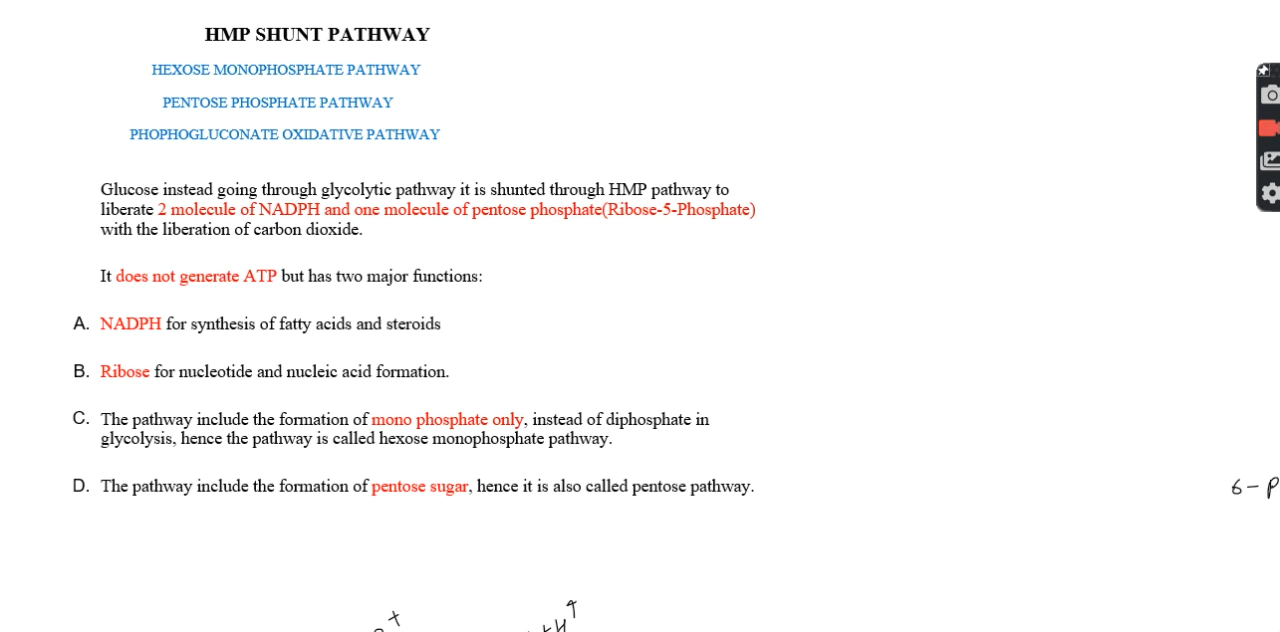 HMP SHUNT PATHWAY
HEXOSE MONOPHOSPHATE PATHWAY
PENTOSE PHOSPHATE PATHWAY
PHOPHOGLUCONATE OXIDATIVE PATHWAY
Glucose instead going through glycolytic pathway it is shunted through HMP pathway to
liberate 2 molecule of NADPH and one molecule of pentose phosphate(Ribose-5-Phosphate)
with the liberation of carbon dioxide.
It does not generate ATP but has two major functions:
A. NADPH for synthesis of fatty acids and steroids
B. Ribose for nucleotide and nucleic acid formation.
C. The pathway include the formation of mono phosphate only, instead of diphosphate in
glycolysis, hence the pathway is called hexose monophosphate pathway.
D. The pathway include the formation of pentose sugar, hence it is also called pentose pathway.
6-P